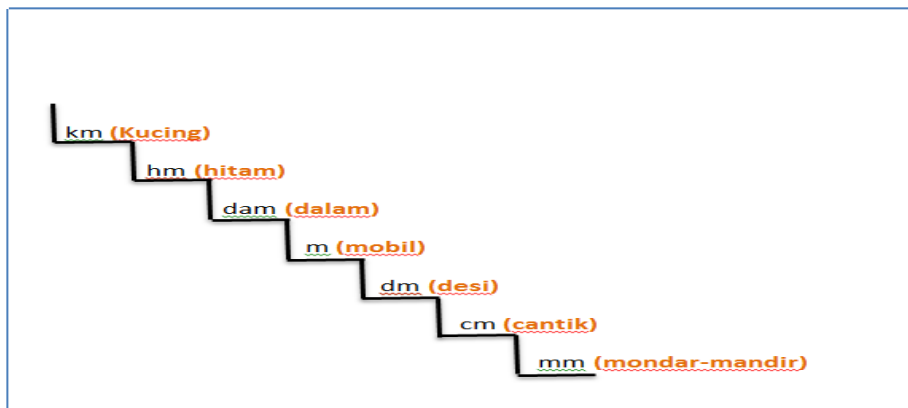 km (Kucing)
hm (hitam)
dam (dalam)
m (mobil)
dm (desi)
cm (cantik)
mm (mondar-mandir)